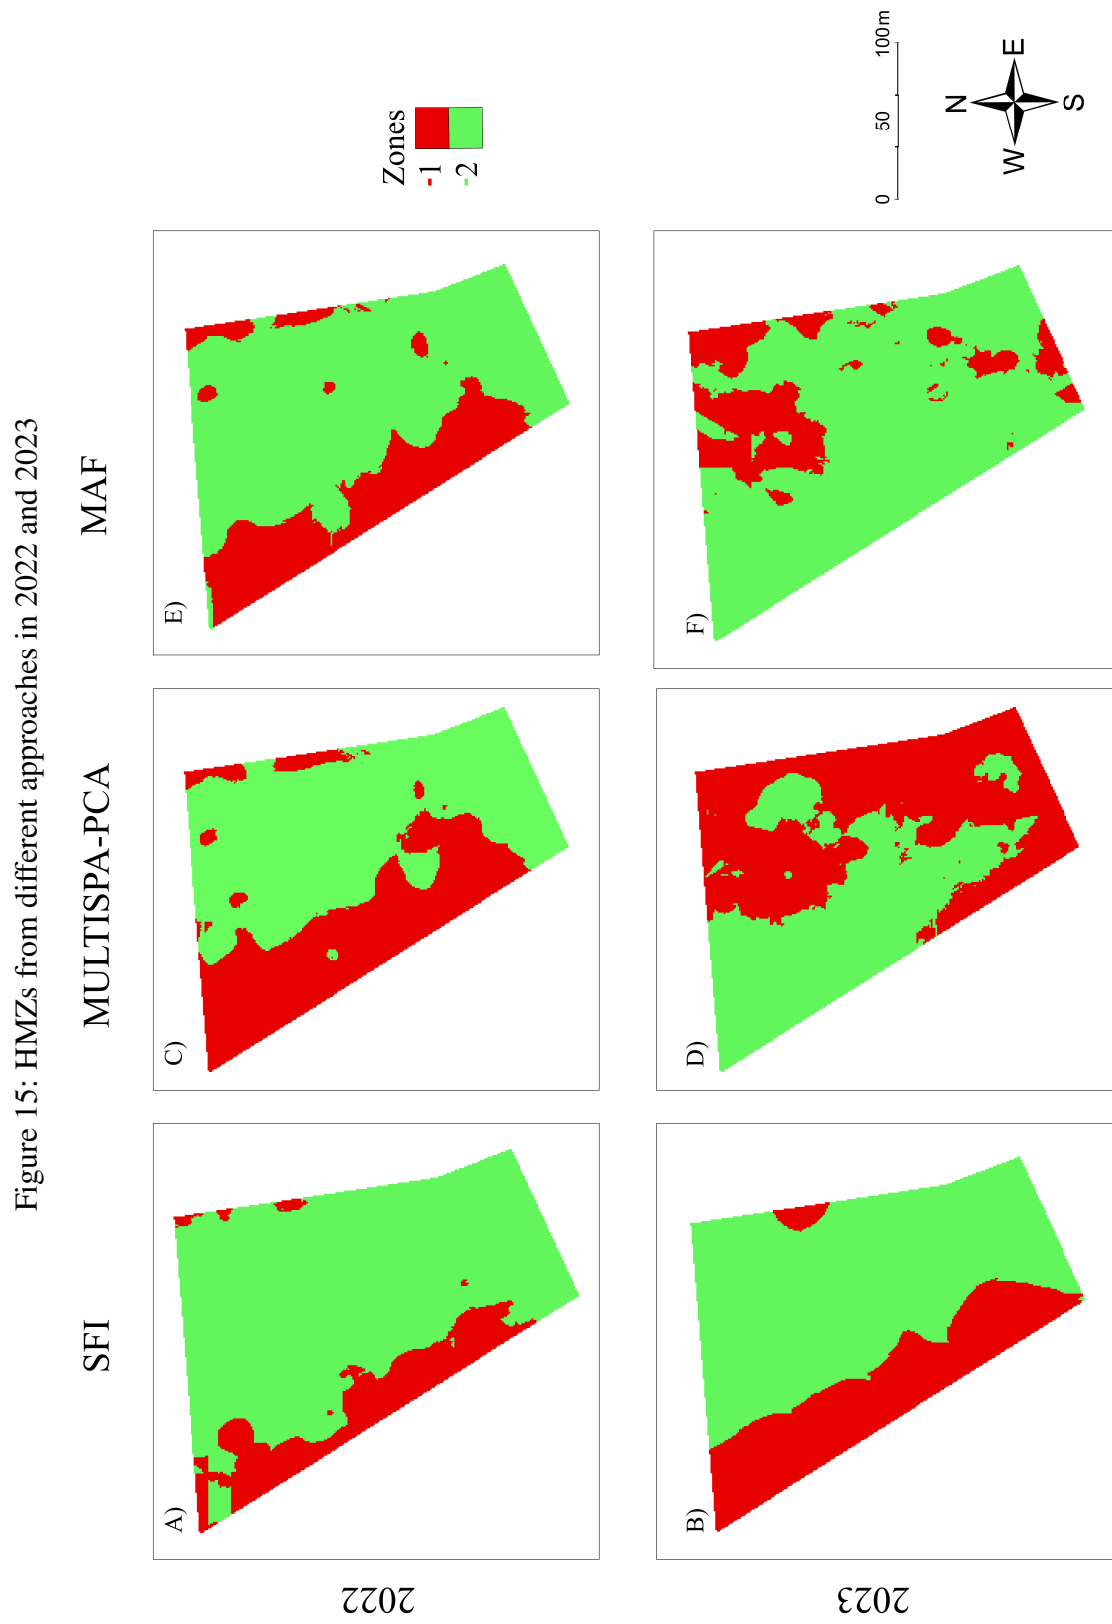 Figure 15: HMZs from different approaches in 2022 and 2023
SFI
MULTISPA-PCA
MAF
2022
A)
C)
E)
Zones
1
2
2023
B)
D)
F)
0 50 100m
N
W E
S